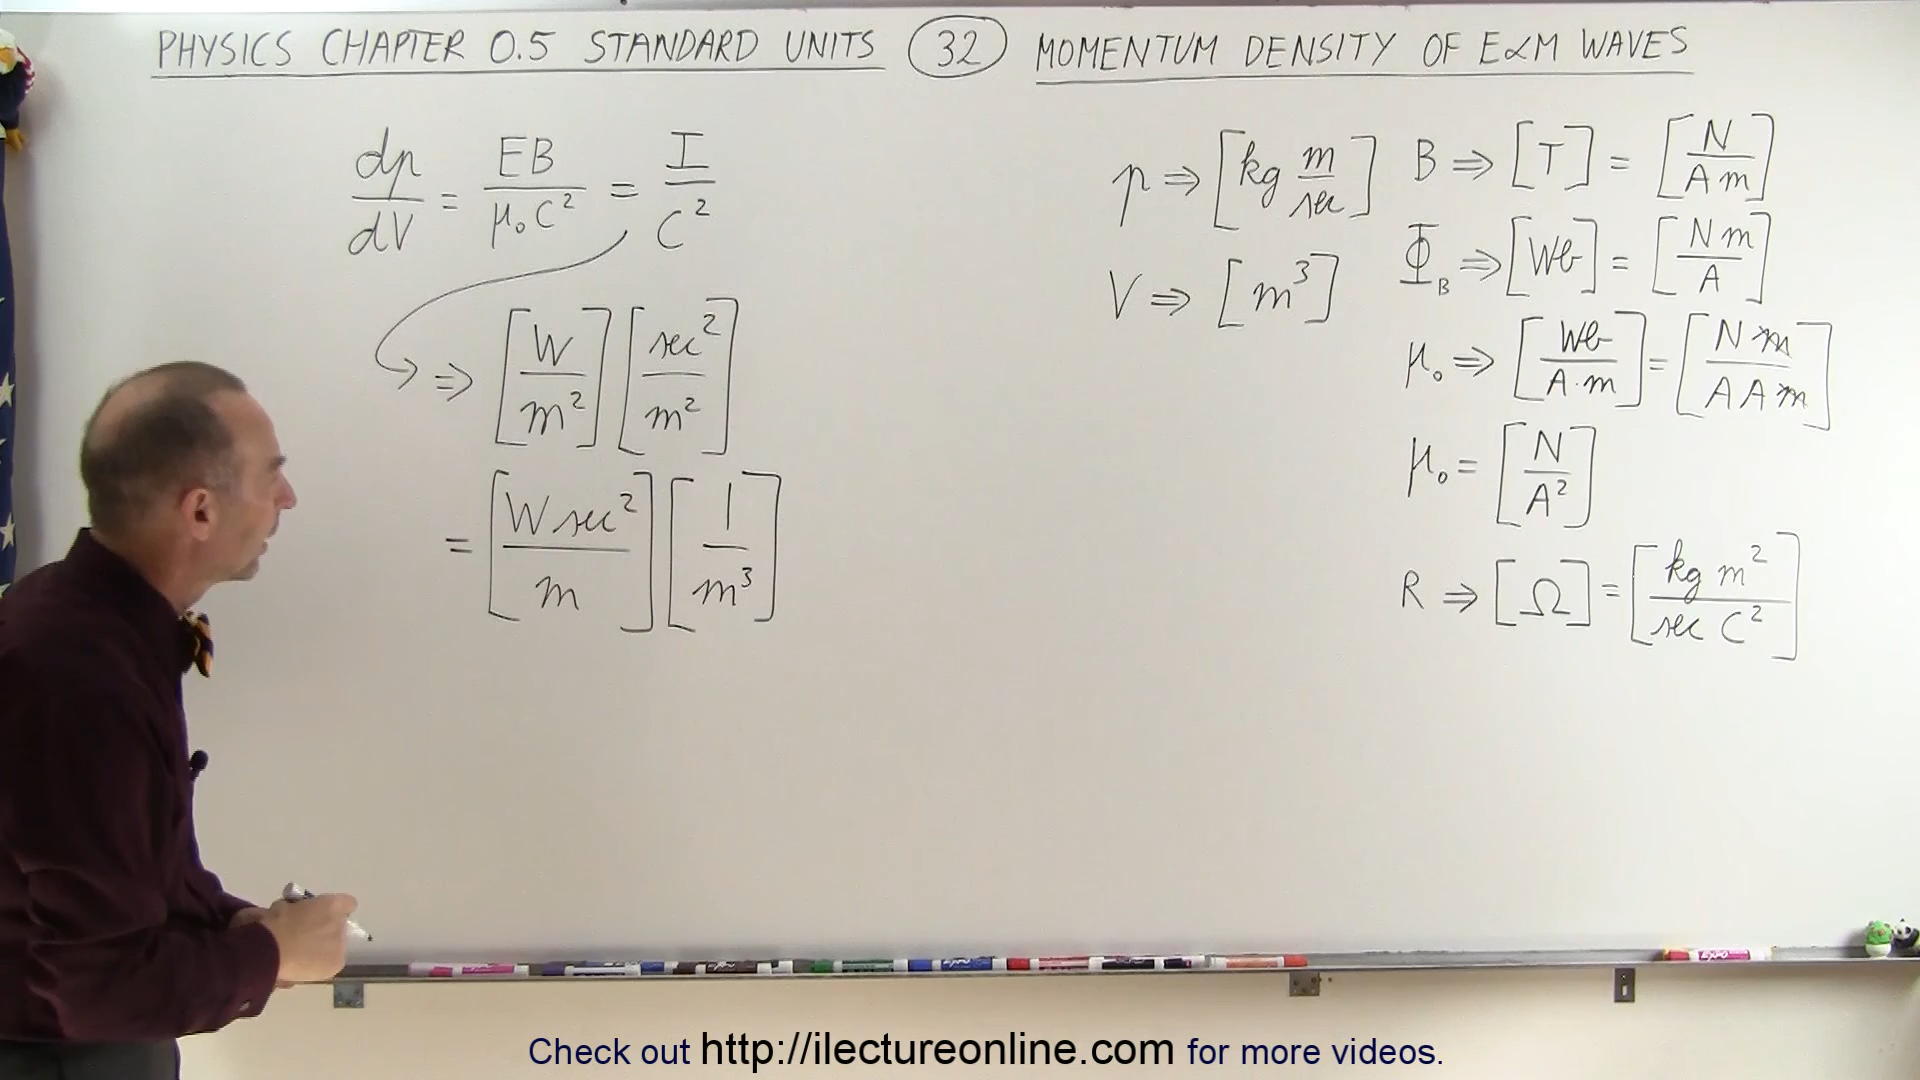 PHYSICS CHAPTER 0.5 STANDARD UNITS 32 MOMENTUM DENSITY OF E&M WAVES
dp/dV = EB/μ₀C² = I/C²
⇒ [W/m²] [sec²/m²]
= [W sec²/m] [1/m³]
p ⇒ [kg m/sec]
V ⇒ [m³]
B ⇒ [T] = [N/A m]
Φ_B ⇒ [Wb] = [N m/A]
μ₀ ⇒ [Wb/A·m] = [N m/A A m]
μ₀ = [N/A²]
R ⇒ [Ω] = [kg m²/sec C²]
EXPO
Check out http://ilectureonline.com for more videos.